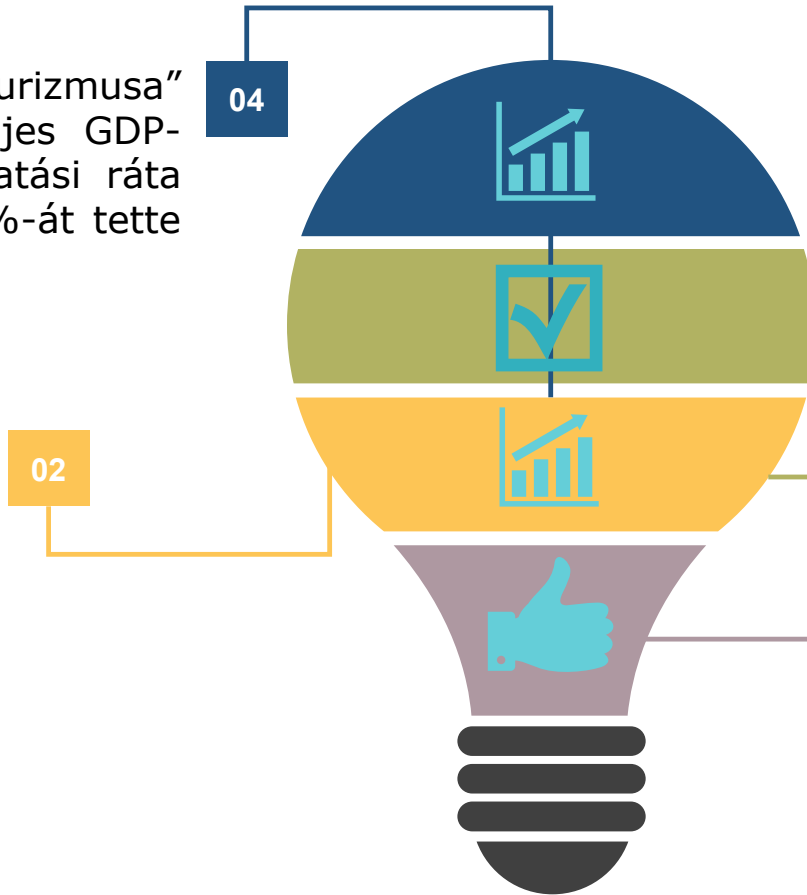 urizmusa”
jes GDP-
atási ráta
%-át tette
04
02